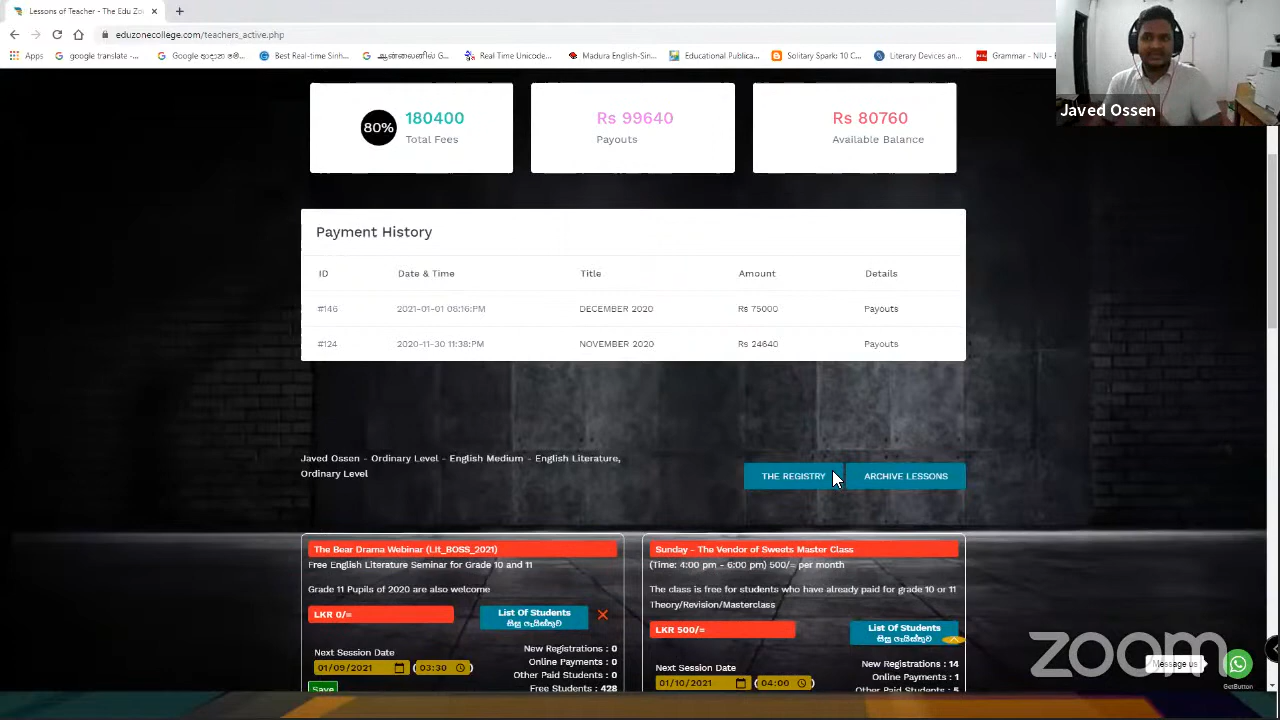 Lessons of Teacher - The Edu Zo
eduzonecollege.com/teachers_active.php
Apps
google translate -...
Best Real-time Sinh...
Real Time Unicode...
Madura English-Sin...
Educational Publica...
Solitary Spark: 10 C...
Literary Devices an
Grammar - NIU - R
Javed Ossen
80%
180400
Total Fees
Rs 99640
Payouts
Rs 80760
Available Balance
Payment History
ID Date & Time Title Amount Details
#146 2021-01-01 08:16:PM DECEMBER 2020 Rs 75000 Payouts
#124 2020-11-30 11:38:PM NOVEMBER 2020 Rs 24640 Payouts
Javed Ossen - Ordinary Level - English Medium - English Literature,
Ordinary Level
THE REGISTRY
ARCHIVE LESSONS
The Bear Drama Webinar (Lit_BOSS_2021)
Free English Literature Seminar for Grade 10 and 11
Grade 11 Pupils of 2020 are also welcome
LKR 0/=
List Of Students
Next Session Date
01/09/2021 03:30
Save
New Registrations : 0
Online Payments : 0
Other Paid Students : 0
Free Students : 428
Sunday - The Vendor of Sweets Master Class
(Time: 4:00 pm - 6:00 pm) 500/= per month
The class is free for students who have already paid for grade 10 or 11
Theory/Revision/Masterclass
LKR 500/=
List Of Students
Next Session Date
01/10/2021 04:00
New Registrations : 14
Online Payments : 1
Other Paid Students : 5
zoom
Message us
GetButton